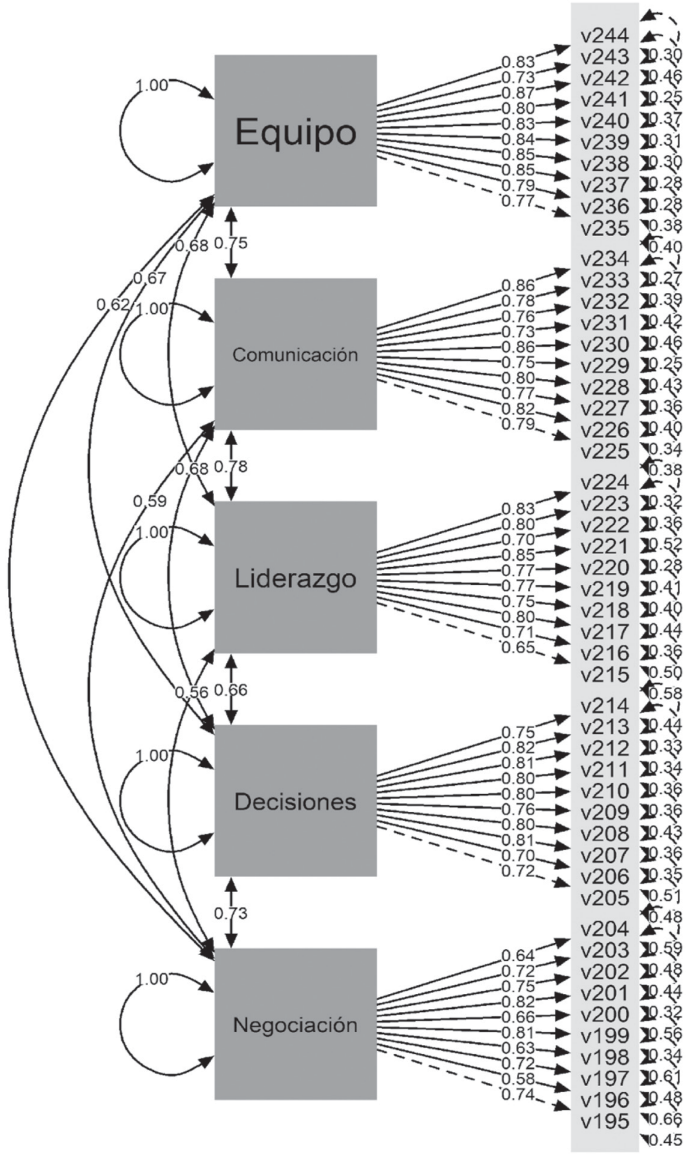 1.00
Equipo
0.83
0.73
0.87
0.80
0.83
0.84
0.85
0.85
0.79
0.77
v244
v243
v242
v241
v240
v239
v238
v237
v236
v235
0.30
0.46
0.25
0.37
0.31
0.30
0.28
0.28
0.38
0.40
0.68 0.75
0.67
0.62
1.00
Comunicación
0.86
0.78
0.76
0.73
0.86
0.75
0.80
0.77
0.82
0.79
v234
v233
v232
v231
v230
v229
v228
v227
v226
v225
0.27
0.39
0.42
0.46
0.25
0.43
0.36
0.40
0.34
0.38
0.68 0.78
0.59
1.00
Liderazgo
0.83
0.80
0.70
0.85
0.77
0.77
0.75
0.80
0.71
0.65
v224
v223
v222
v221
v220
v219
v218
v217
v216
v215
0.32
0.36
0.52
0.28
0.41
0.40
0.44
0.36
0.50
0.58
0.56 0.66
1.00
Decisiones
0.75
0.82
0.81
0.80
0.80
0.76
0.80
0.81
0.70
0.72
v214
v213
v212
v211
v210
v209
v208
v207
v206
v205
0.44
0.33
0.34
0.36
0.36
0.43
0.36
0.35
0.51
0.48
0.73
1.00
Negociación
0.64
0.72
0.75
0.82
0.66
0.81
0.63
0.72
0.58
0.74
v204
v203
v202
v201
v200
v199
v198
v197
v196
v195
0.59
0.48
0.44
0.32
0.56
0.34
0.61
0.48
0.66
0.45